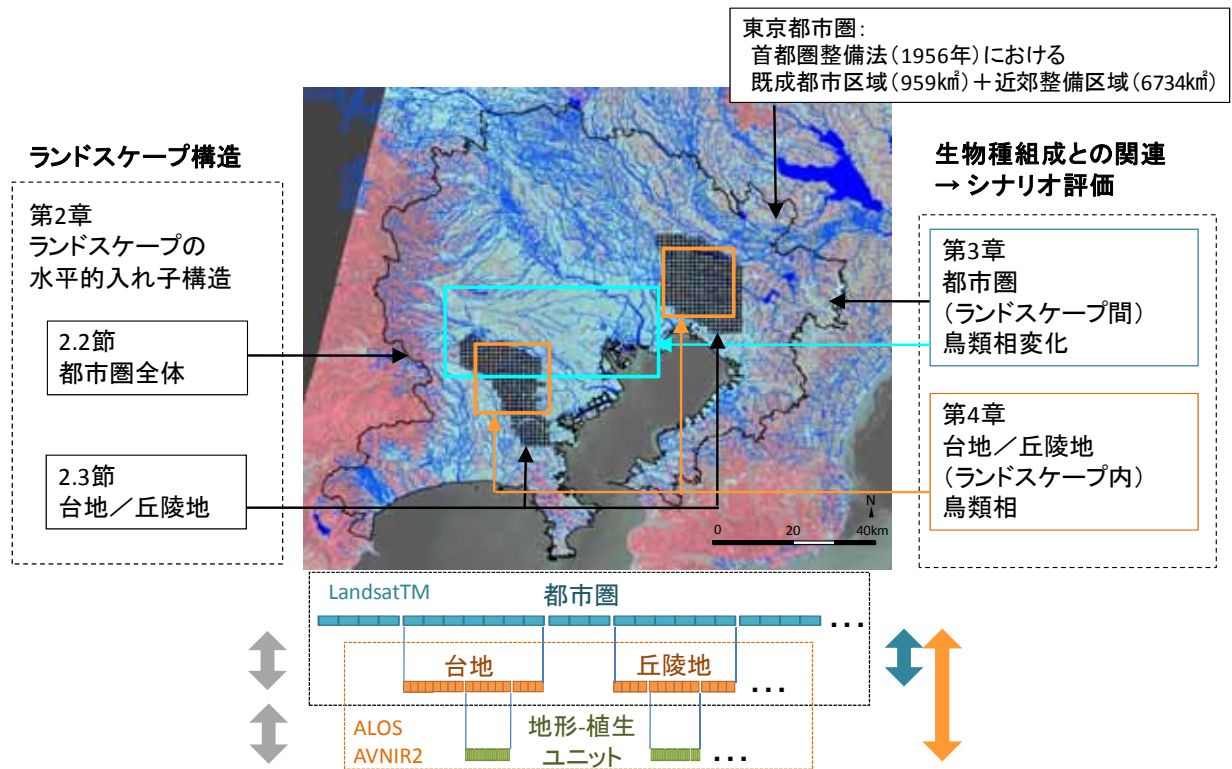 東京都市圏：
首都圏整備法（1956年）における
既成都市区域（959㎢）＋近郊整備区域（6734㎢）
ランドスケープ構造
第2章
ランドスケープの
水平的入れ子構造
2.2節
都市圏全体
2.3節
台地／丘陵地
生物種組成との関連
→ シナリオ評価
第3章
都市圏
（ランドスケープ間）
鳥類相変化
第4章
台地／丘陵地
（ランドスケープ内）
鳥類相
N
0 20 40km
LandsatTM 都市圏
...
台地 丘陵地
...
ALOS
AVNIR2
地形-植生
ユニット
...